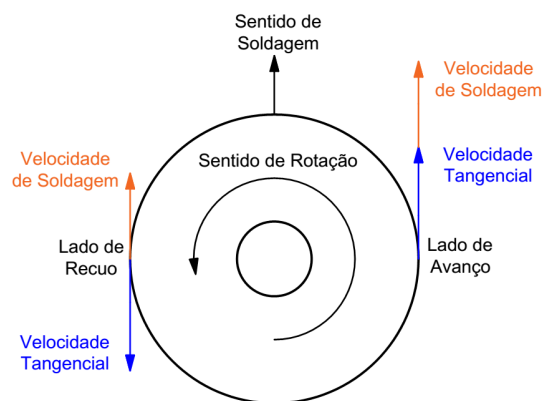 Sentido de
Soldagem
Velocidade
de Soldagem
Velocidade
Tangencial
Sentido de Rotação
Velocidade
de Soldagem
Lado de
Recuo
Lado de
Avanço
Velocidade
Tangencial